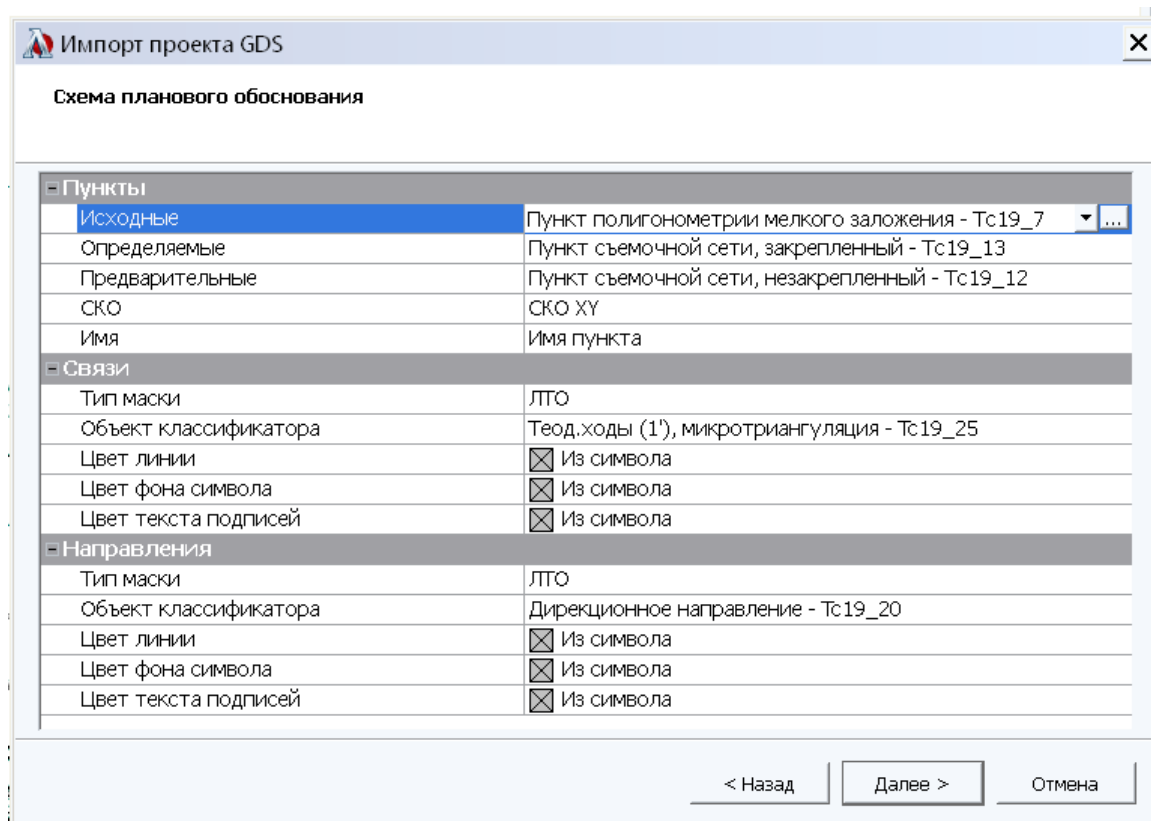 Импорт проекта GDS
Схема планового обоснования
Пункты
Исходные Пункт полигонометрии мелкого заложения - Тс19_7 ...
Определяемые Пункт съемочной сети, закрепленный - Тс19_13
Предварительные Пункт съемочной сети, незакрепленный - Тс19_12
СКО СКО XY
Имя Имя пункта
Связи
Тип маски ЛТО
Объект классификатора Теод.ходы (1'), микротриангуляция - Тс19_25
Цвет линии Из символа
Цвет фона символа Из символа
Цвет текста подписей Из символа
Направления
Тип маски ЛТО
Объект классификатора Дирекционное направление - Тс19_20
Цвет линии Из символа
Цвет фона символа Из символа
Цвет текста подписей Из символа
< Назад Далее > Отмена